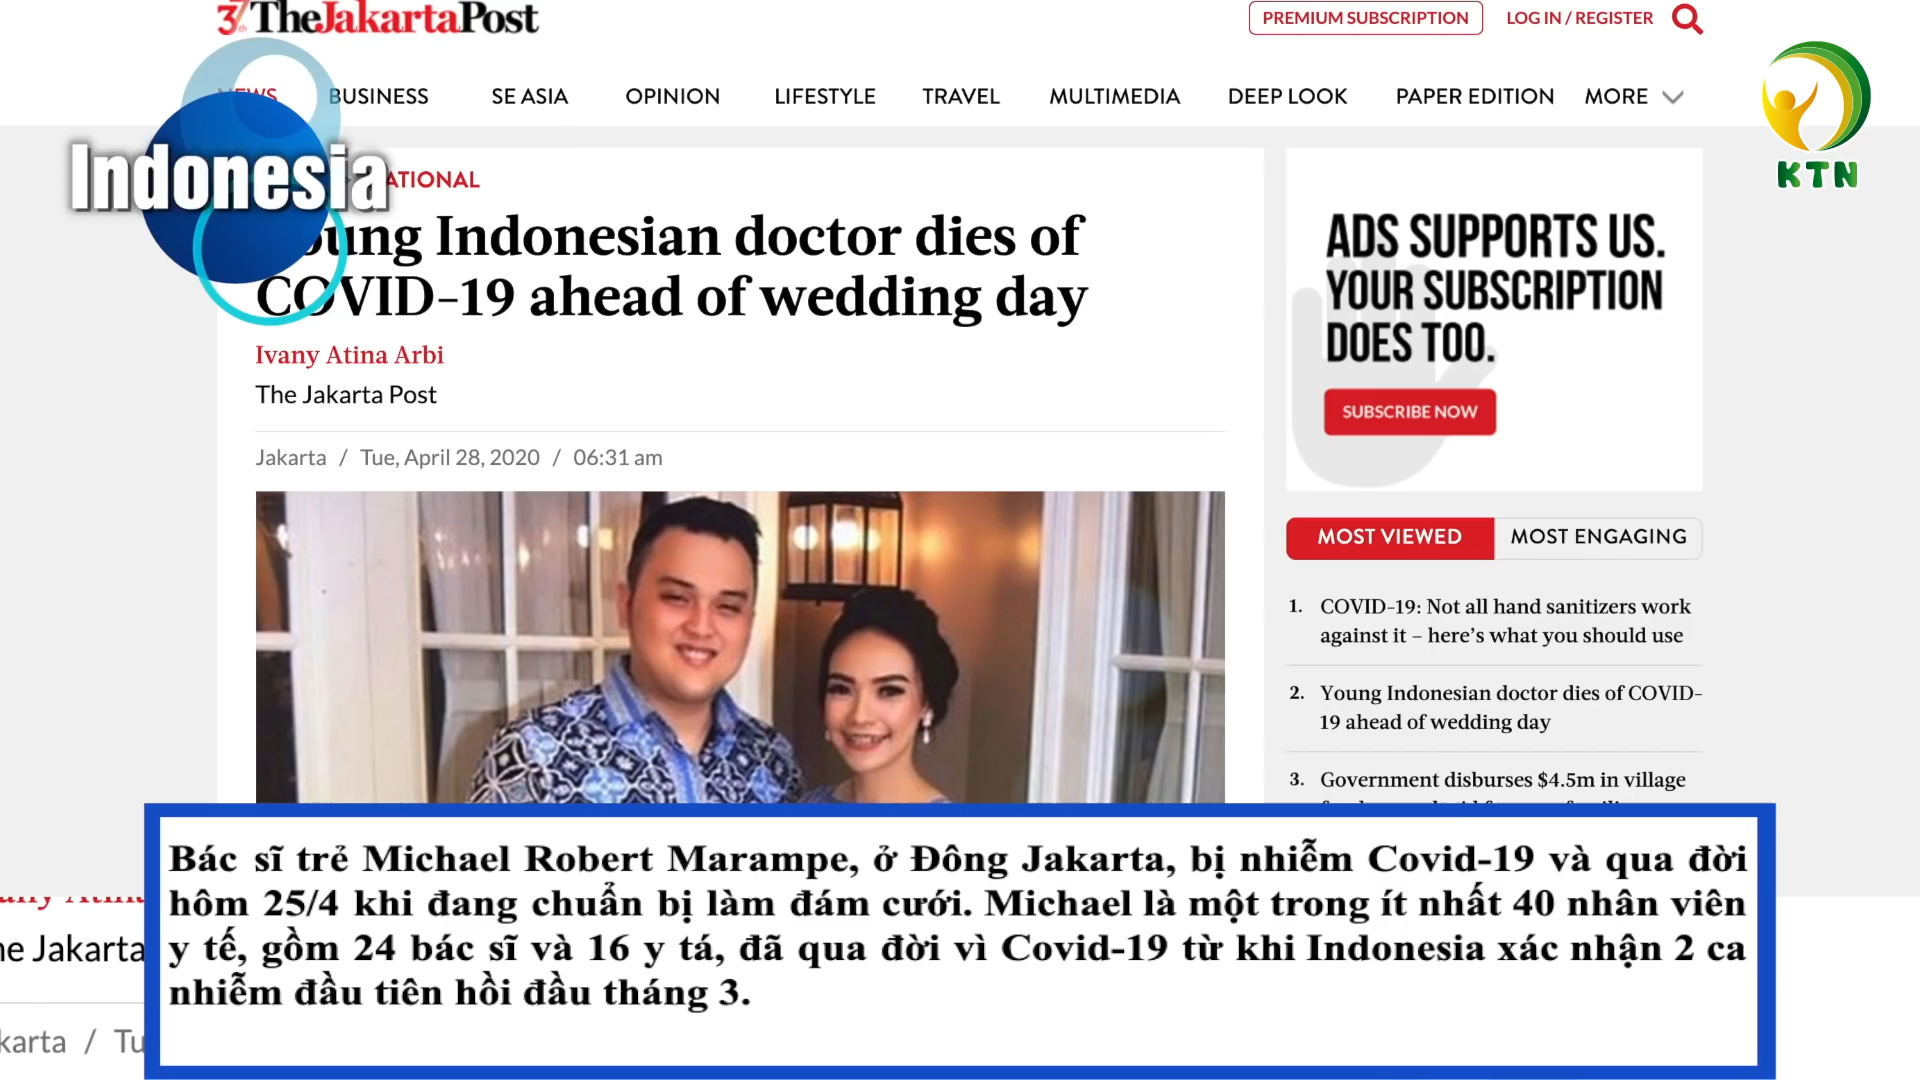 37th TheJakartaPost
PREMIUM SUBSCRIPTION
LOG IN / REGISTER
NEWS
BUSINESS
SE ASIA
OPINION
LIFESTYLE
TRAVEL
MULTIMEDIA
DEEP LOOK
PAPER EDITION
MORE
KTN
Indonesia
ATIONAL
Young Indonesian doctor dies of
COVID-19 ahead of wedding day
Ivany Atina Arbi
The Jakarta Post
Jakarta / Tue, April 28, 2020 / 06:31 am
ADS SUPPORTS US.
YOUR SUBSCRIPTION
DOES TOO.
SUBSCRIBE NOW
MOST VIEWED
MOST ENGAGING
1. COVID-19: Not all hand sanitizers work
against it – here's what you should use
2. Young Indonesian doctor dies of COVID-
19 ahead of wedding day
3. Government disburses $4.5m in village
Bác sĩ trẻ Michael Robert Marampe, ở Đông Jakarta, bị nhiễm Covid-19 và qua đời
hôm 25/4 khi đang chuẩn bị làm đám cưới. Michael là một trong ít nhất 40 nhân viên
y tế, gồm 24 bác sĩ và 16 y tá, đã qua đời vì Covid-19 từ khi Indonesia xác nhận 2 ca
nhiễm đầu tiên hồi đầu tháng 3.
he Jakarta
karta / Tu